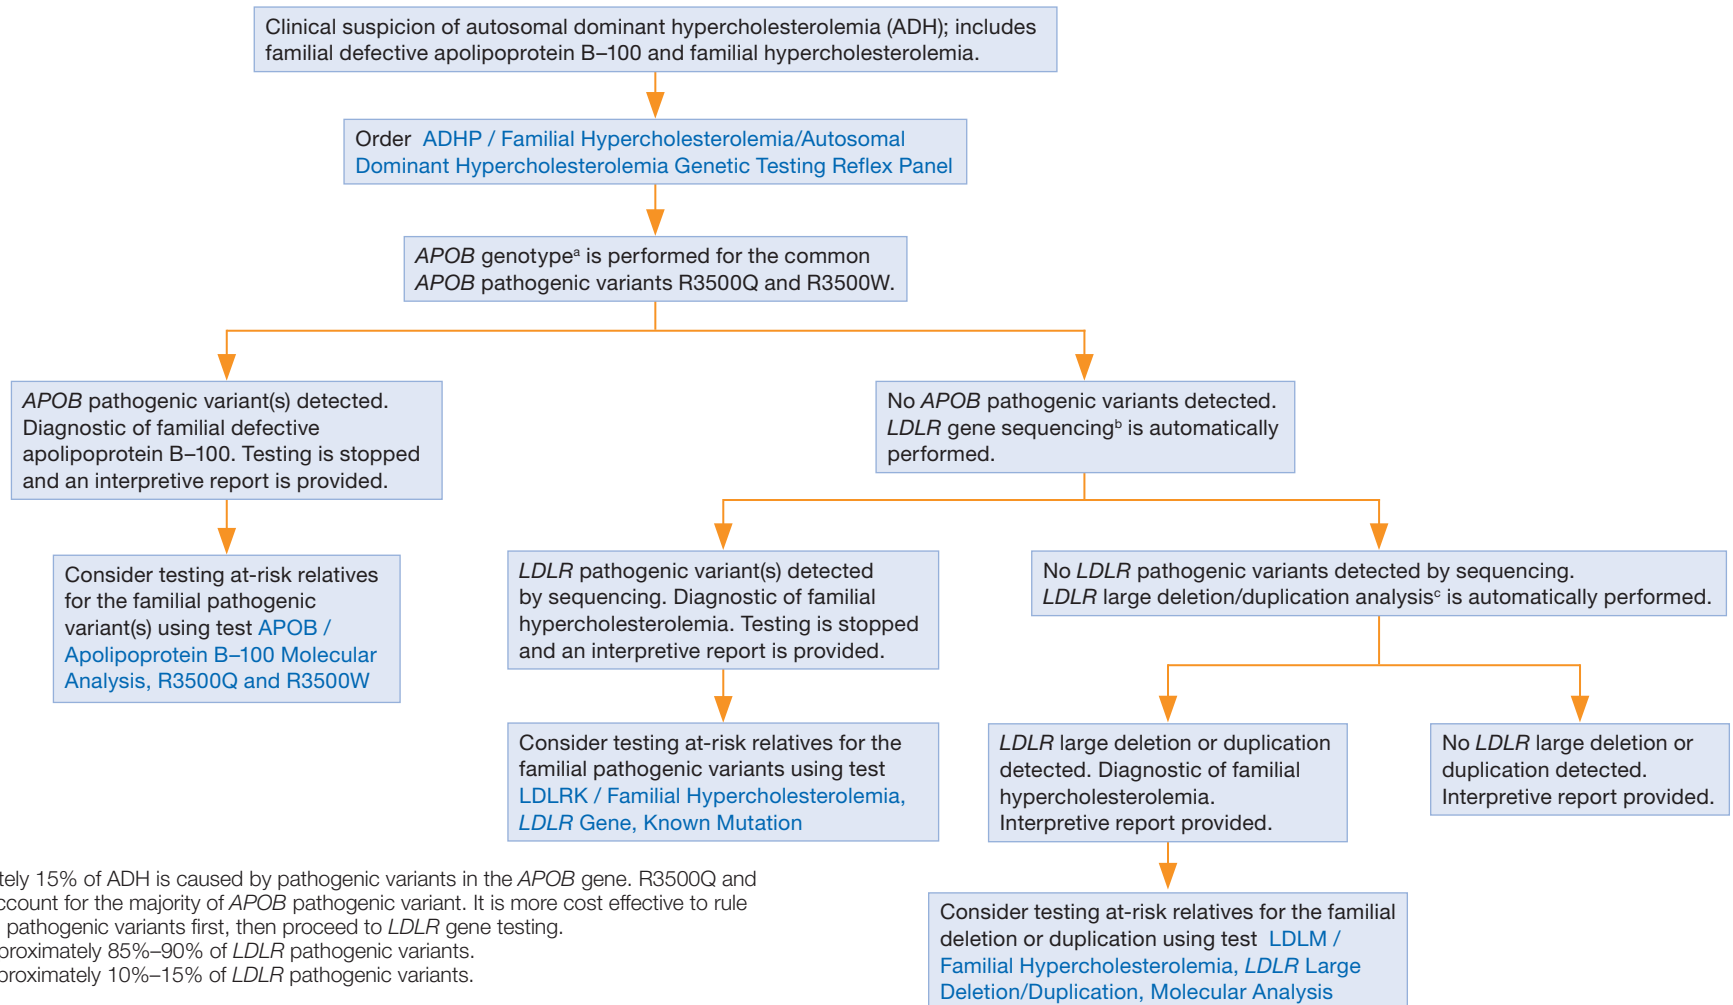 Clinical suspicion of autosomal dominant hypercholesterolemia (ADH); includes
familial defective apolipoprotein B–100 and familial hypercholesterolemia.
Order ADHP / Familial Hypercholesterolemia/Autosomal
Dominant Hypercholesterolemia Genetic Testing Reflex Panel
APOB genotypeᵃ is performed for the common
APOB pathogenic variants R3500Q and R3500W.
APOB pathogenic variant(s) detected.
Diagnostic of familial defective
apolipoprotein B–100. Testing is stopped
and an interpretive report is provided.
No APOB pathogenic variants detected.
LDLR gene sequencingᵇ is automatically
performed.
Consider testing at-risk relatives
for the familial pathogenic
variant(s) using test APOB /
Apolipoprotein B–100 Molecular
Analysis, R3500Q and R3500W
LDLR pathogenic variant(s) detected
by sequencing. Diagnostic of familial
hypercholesterolemia. Testing is stopped
and an interpretive report is provided.
No LDLR pathogenic variants detected by sequencing.
LDLR large deletion/duplication analysisᶜ is automatically performed.
Consider testing at-risk relatives for the
familial pathogenic variants using test
LDLRK / Familial Hypercholesterolemia,
LDLR Gene, Known Mutation
LDLR large deletion or duplication
detected. Diagnostic of familial
hypercholesterolemia.
Interpretive report provided.
No LDLR large deletion or
duplication detected.
Interpretive report provided.
Consider testing at-risk relatives for the familial
deletion or duplication using test LDLM /
Familial Hypercholesterolemia, LDLR Large
Deletion/Duplication, Molecular Analysis
15% of ADH is caused by pathogenic variants in the APOB gene. R3500Q and
account for the majority of APOB pathogenic variant. It is more cost effective to rule
pathogenic variants first, then proceed to LDLR gene testing.
85%–90% of LDLR pathogenic variants.
10%–15% of LDLR pathogenic variants.